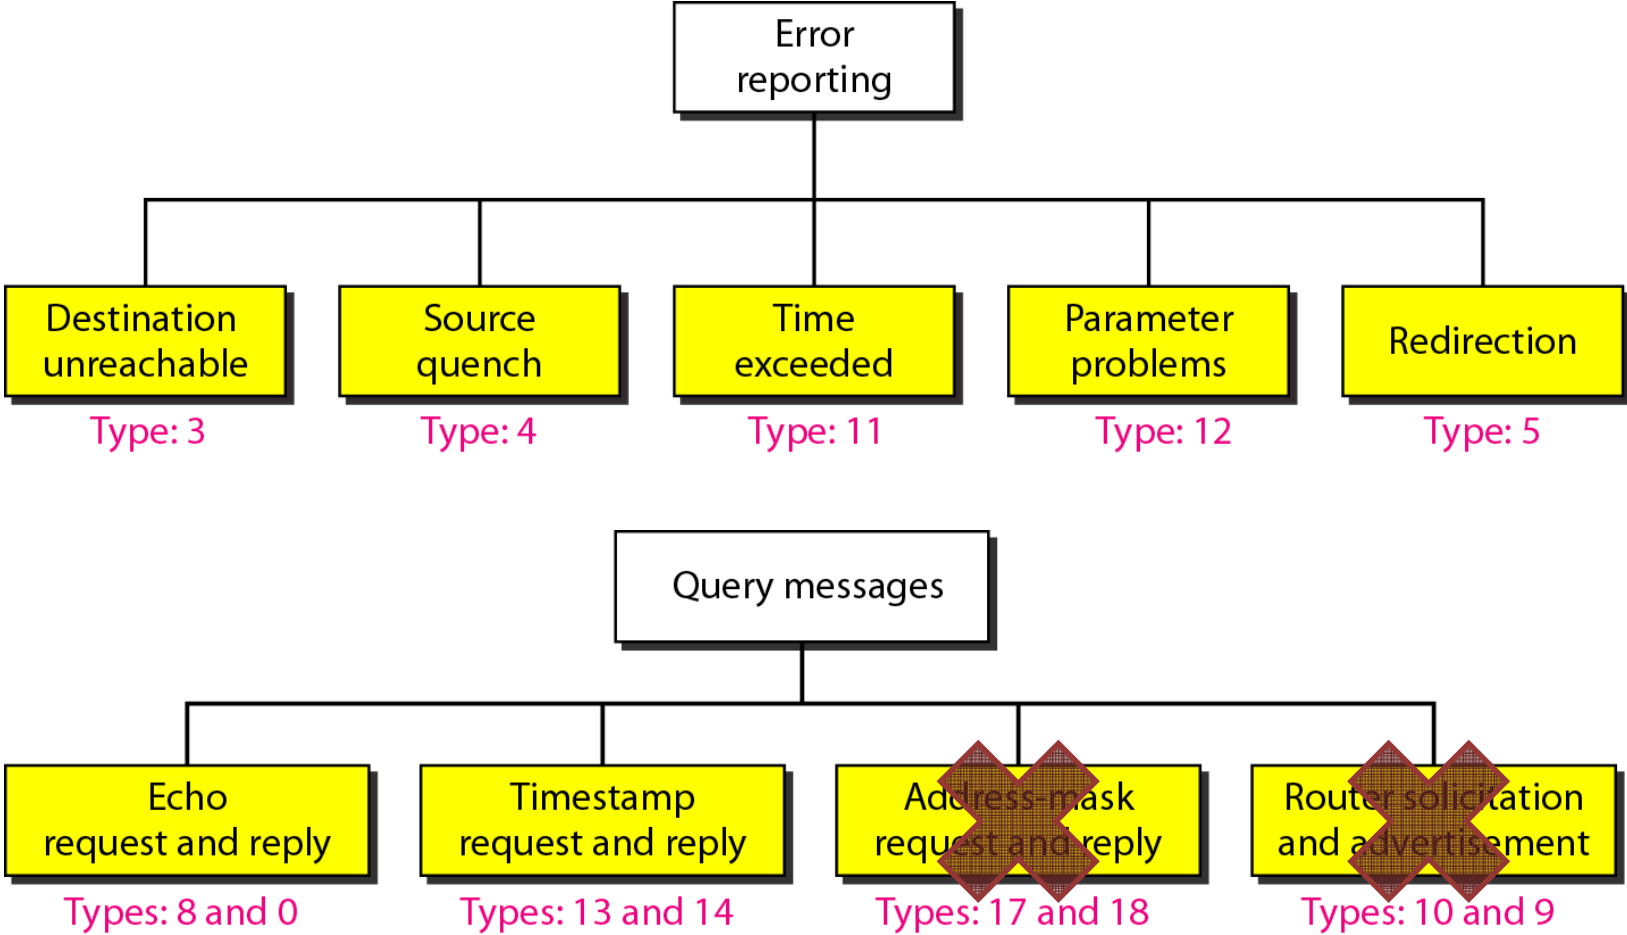 Error
reporting
Destination
unreachable
Source
quench
Time
exceeded
Parameter
problems
Redirection
Type: 3
Type: 4
Type: 11
Type: 12
Type: 5
Query messages
Echo
request and reply
Timestamp
request and reply
Address-mask
request and reply
Router solicitation
and advertisement
Types: 8 and 0
Types: 13 and 14
Types: 17 and 18
Types: 10 and 9